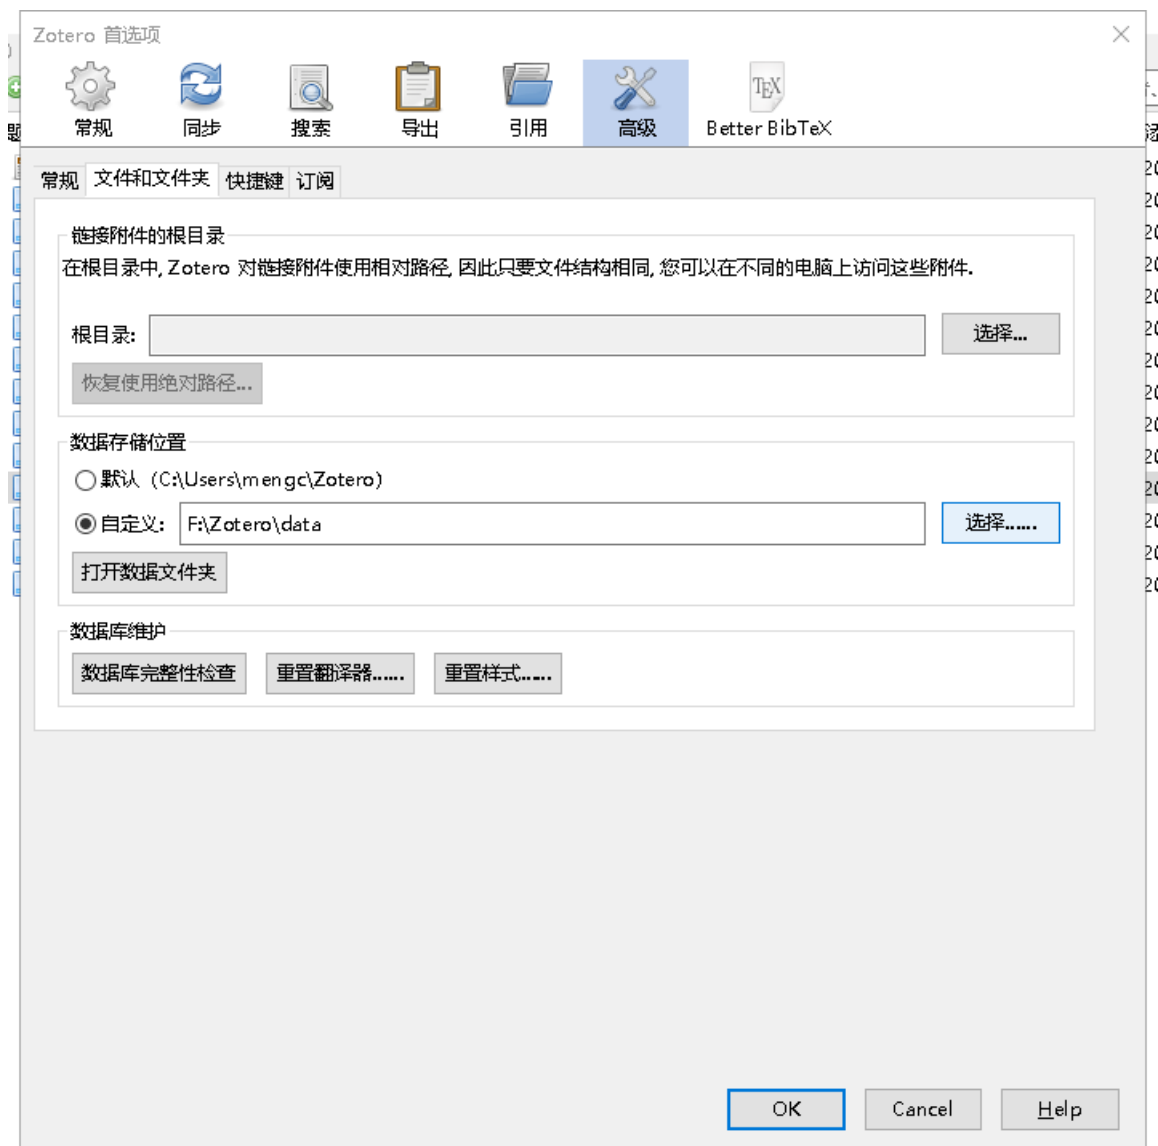 Zotero 首选项
常规 同步 搜索 导出 引用 高级 TEX Better BibTeX
常规 文件和文件夹 快捷键 订阅
链接附件的根目录
在根目录中, Zotero 对链接附件使用相对路径, 因此只要文件结构相同, 您可以在不同的电脑上访问这些附件.
根目录: 选择...
恢复使用绝对路径...
数据存储位置
默认 (C:\Users\mengc\Zotero)
自定义: F:\Zotero\data 选择......
打开数据文件夹
数据库维护
数据库完整性检查 重置翻译器...... 重置样式......
OK Cancel Help